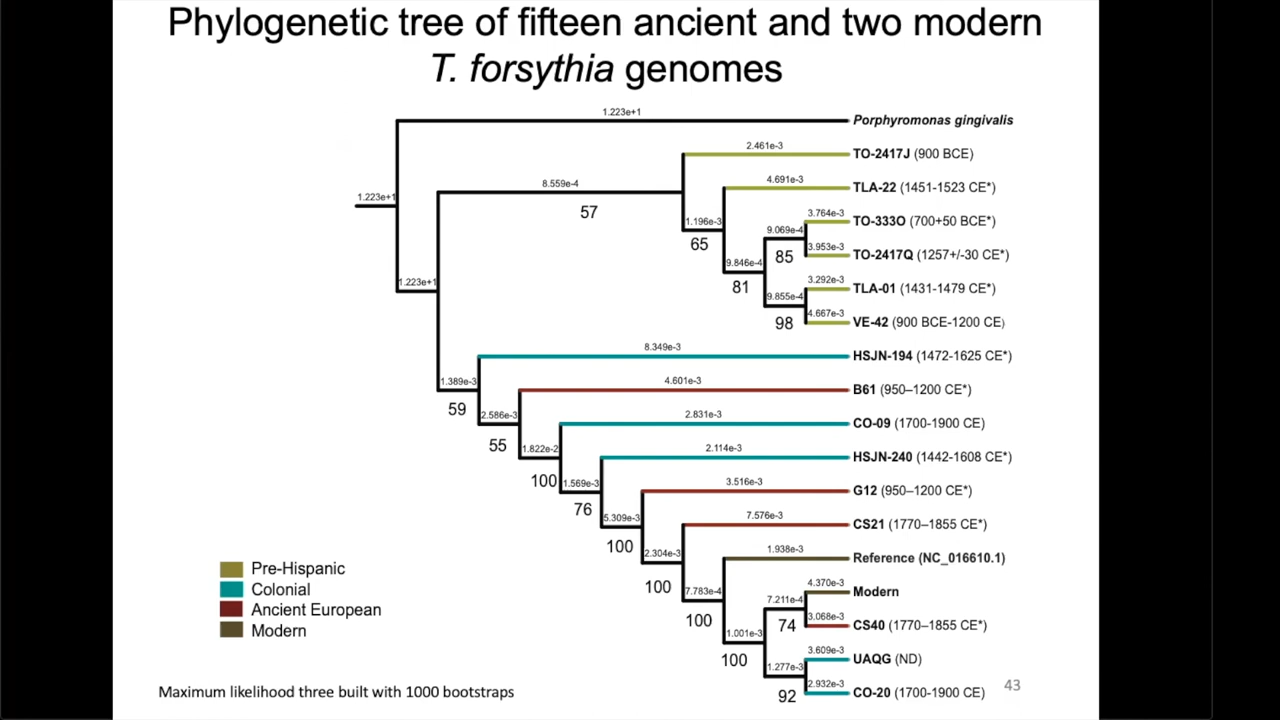 Phylogenetic tree of fifteen ancient and two modern
T. forsythia genomes
1.223e+1
Porphyromonas gingivalis
2.461e-3
TO-2417J (900 BCE)
4.691e-3
TLA-22 (1451-1523 CE*)
8.559e-4
1.223e+1
57
3.764e-3
TO-333O (700+50 BCE*)
1.196e-3
9.069e-4
65
3.953e-3
TO-2417Q (1257+/-30 CE*)
85
9.846e-4
81
3.292e-3
TLA-01 (1431-1479 CE*)
1.223e+1
9.855e-4
4.667e-3
VE-42 (900 BCE-1200 CE)
98
8.349e-3
HSJN-194 (1472-1625 CE*)
1.389e-3
4.601e-3
B61 (950–1200 CE*)
59
2.586e-3
2.831e-3
CO-09 (1700-1900 CE)
55
1.822e-2
2.114e-3
HSJN-240 (1442-1608 CE*)
100
1.569e-3
3.516e-3
G12 (950–1200 CE*)
76
5.309e-3
7.576e-3
CS21 (1770–1855 CE*)
100
2.304e-3
1.938e-3
Reference (NC_016610.1)
100
7.783e-4
4.370e-3
Modern
7.211e-4
100
3.068e-3
CS40 (1770–1855 CE*)
74
1.001e-3
100
3.609e-3
UAQG (ND)
1.277e-3
2.932e-3
CO-20 (1700-1900 CE)
92
Pre-Hispanic
Colonial
Ancient European
Modern
Maximum likelihood three built with 1000 bootstraps
43